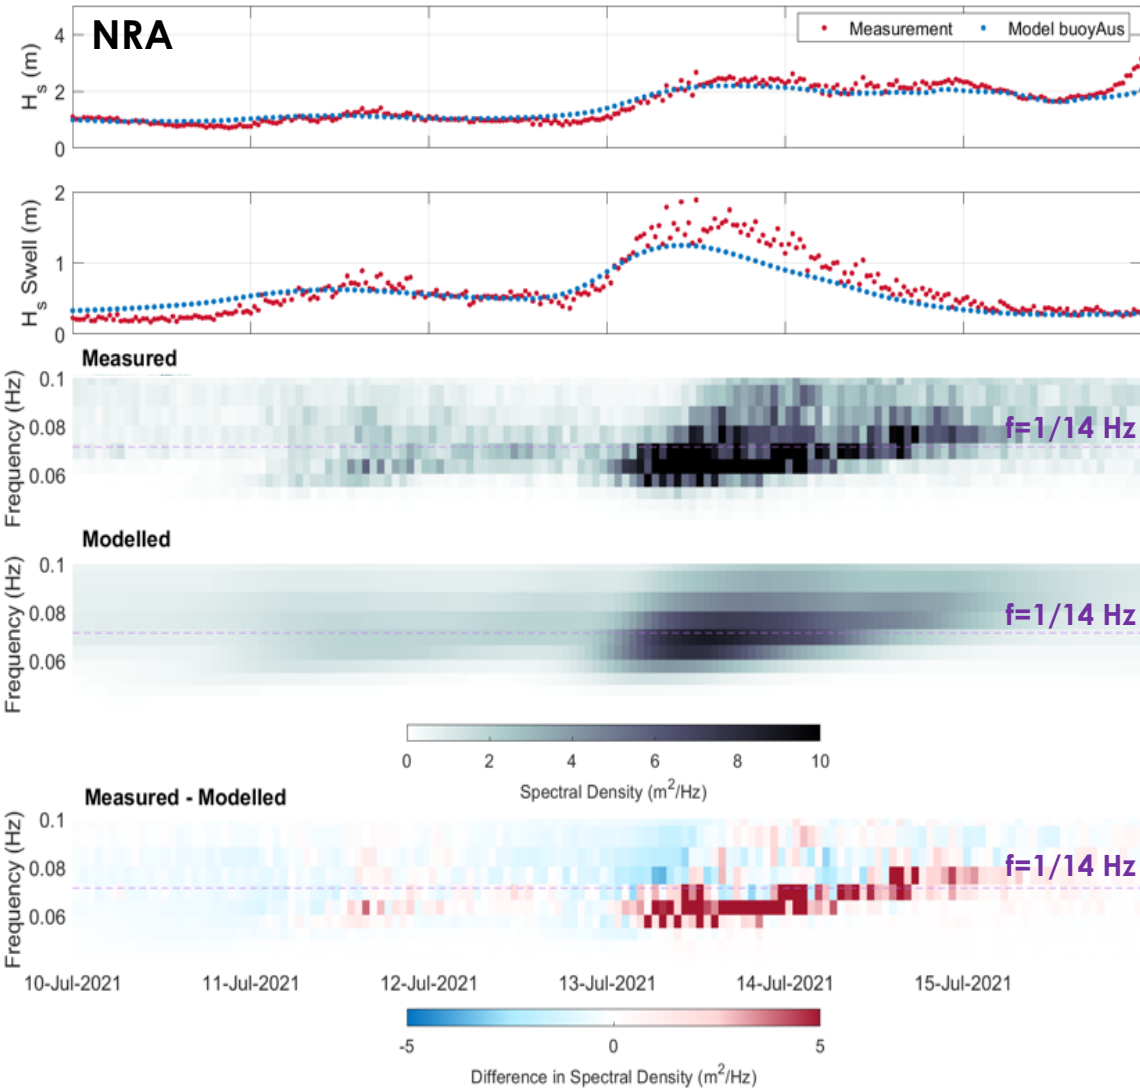 NRA
Measurement
Model buoyAus
H_s (m)
4
2
0
H_s Swell (m)
2
1
0
Measured
Frequency (Hz)
0.1
0.08
0.06
f=1/14 Hz
Modelled
Frequency (Hz)
0.1
0.08
0.06
f=1/14 Hz
0 2 4 6 8 10
Spectral Density (m²/Hz)
Measured - Modelled
Frequency (Hz)
0.1
0.08
0.06
f=1/14 Hz
10-Jul-2021 11-Jul-2021 12-Jul-2021 13-Jul-2021 14-Jul-2021 15-Jul-2021
-5 0 5
Difference in Spectral Density (m²/Hz)